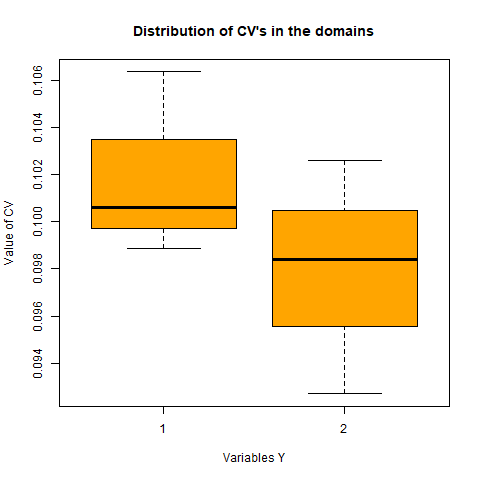 Distribution of CV's in the domains
Value of CV
0.106
0.104
0.102
0.100
0.098
0.096
0.094
1 2
Variables Y